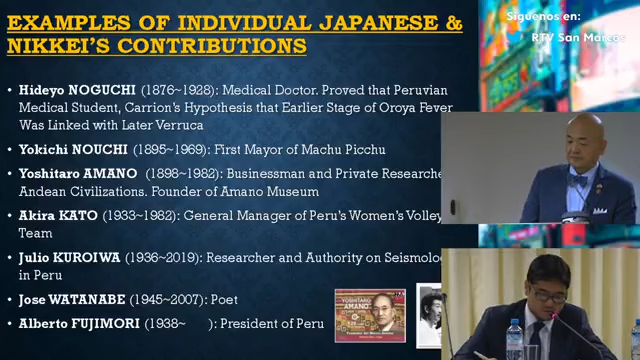 EXAMPLES OF INDIVIDUAL JAPANESE &
NIKKEI'S CONTRIBUTIONS
Síguenos en:
RTV San Marcos
• Hideyo NOGUCHI (1876~1928): Medical Doctor. Proved that Peruvian
Medical Student, Carrion's Hypothesis that Earlier Stage of Oroya Fever
Was Linked with Later Verruca
• Yokichi NOUCHI (1895~1969): First Mayor of Machu Picchu
• Yoshitaro AMANO (1898~1982): Businessman and Private Researche
Andean Civilizations. Founder of Amano Museum
• Akira KATO (1933~1982): General Manager of Peru's Women's Volley
Team
• Julio KUROIWA (1936~2019): Researcher and Authority on Seismolo
in Peru
• Jose WATANABE (1945~2007): Poet
• Alberto FUJIMORI (1938~ ): President of Peru
YOSHITARO
AMANO